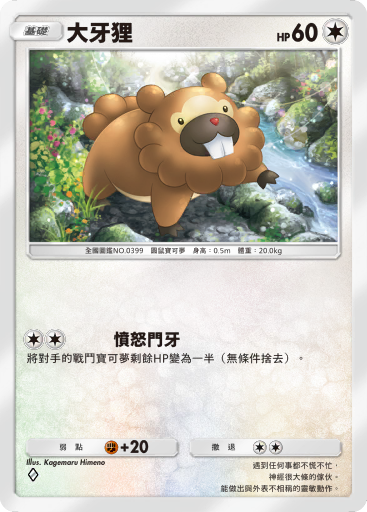 基礎 大牙狸 HP60
全國圖鑑NO.0399 圓鼠寶可夢 身高：0.5m 體重：20.0kg
憤怒門牙
將對手的戰鬥寶可夢剩餘HP變為一半（無條件捨去）。
弱點 +20 撤退
Illus. Kagemaru Himeno
遇到任何事都不慌不忙，
神經很大條的傢伙。
能做出與外表不相稱的靈敏動作。